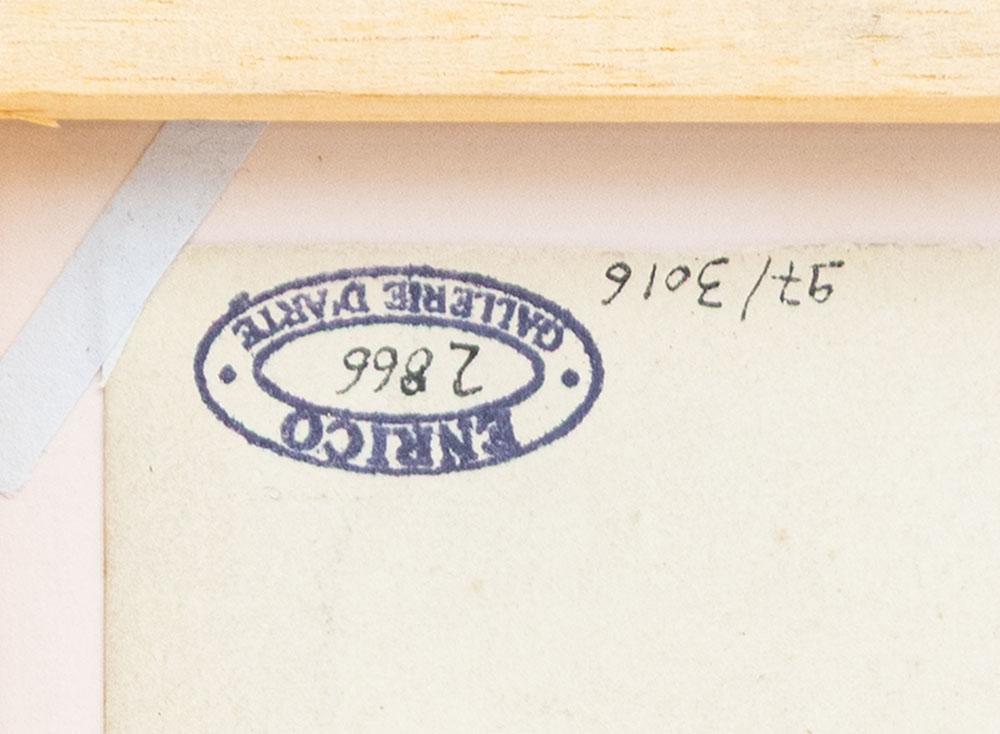 ENRICO
2866
GALLERIE D'ARTE
97/3016